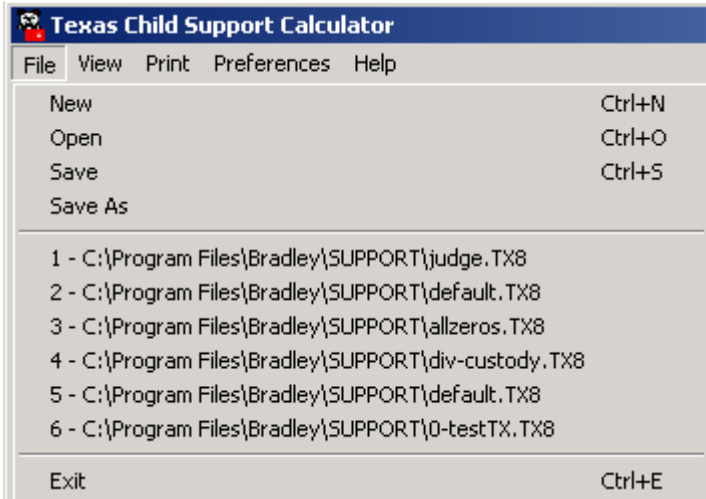 Texas Child Support Calculator
File View Print Preferences Help
New Ctrl+N
Open Ctrl+O
Save Ctrl+S
Save As
1 - C:\Program Files\Bradley\SUPPORT\judge.TX8
2 - C:\Program Files\Bradley\SUPPORT\default.TX8
3 - C:\Program Files\Bradley\SUPPORT\allzeros.TX8
4 - C:\Program Files\Bradley\SUPPORT\div-custody.TX8
5 - C:\Program Files\Bradley\SUPPORT\default.TX8
6 - C:\Program Files\Bradley\SUPPORT\0-testTX.TX8
Exit Ctrl+E